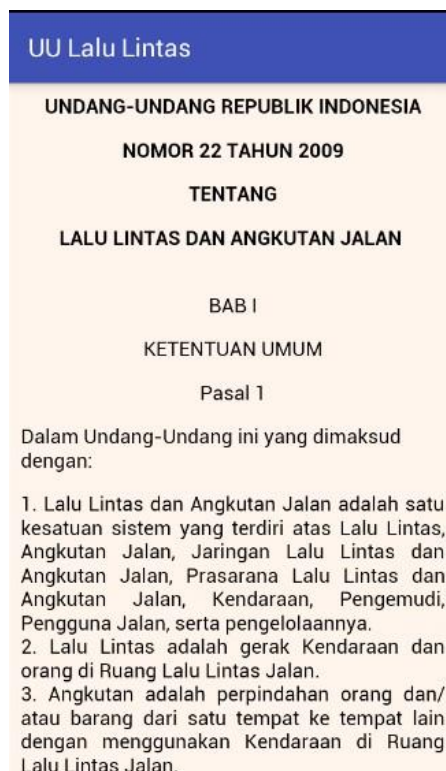 UU Lalu Lintas
UNDANG-UNDANG REPUBLIK INDONESIA
NOMOR 22 TAHUN 2009
TENTANG
LALU LINTAS DAN ANGKUTAN JALAN
BAB I
KETENTUAN UMUM
Pasal 1
Dalam Undang-Undang ini yang dimaksud
dengan:
1. Lalu Lintas dan Angkutan Jalan adalah satu
kesatuan sistem yang terdiri atas Lalu Lintas,
Angkutan Jalan, Jaringan Lalu Lintas dan
Angkutan Jalan, Prasarana Lalu Lintas dan
Angkutan Jalan, Kendaraan, Pengemudi,
Pengguna Jalan, serta pengelolaannya.
2. Lalu Lintas adalah gerak Kendaraan dan
orang di Ruang Lalu Lintas Jalan.
3. Angkutan adalah perpindahan orang dan/
atau barang dari satu tempat ke tempat lain
dengan menggunakan Kendaraan di Ruang
Lalu Lintas Jalan.